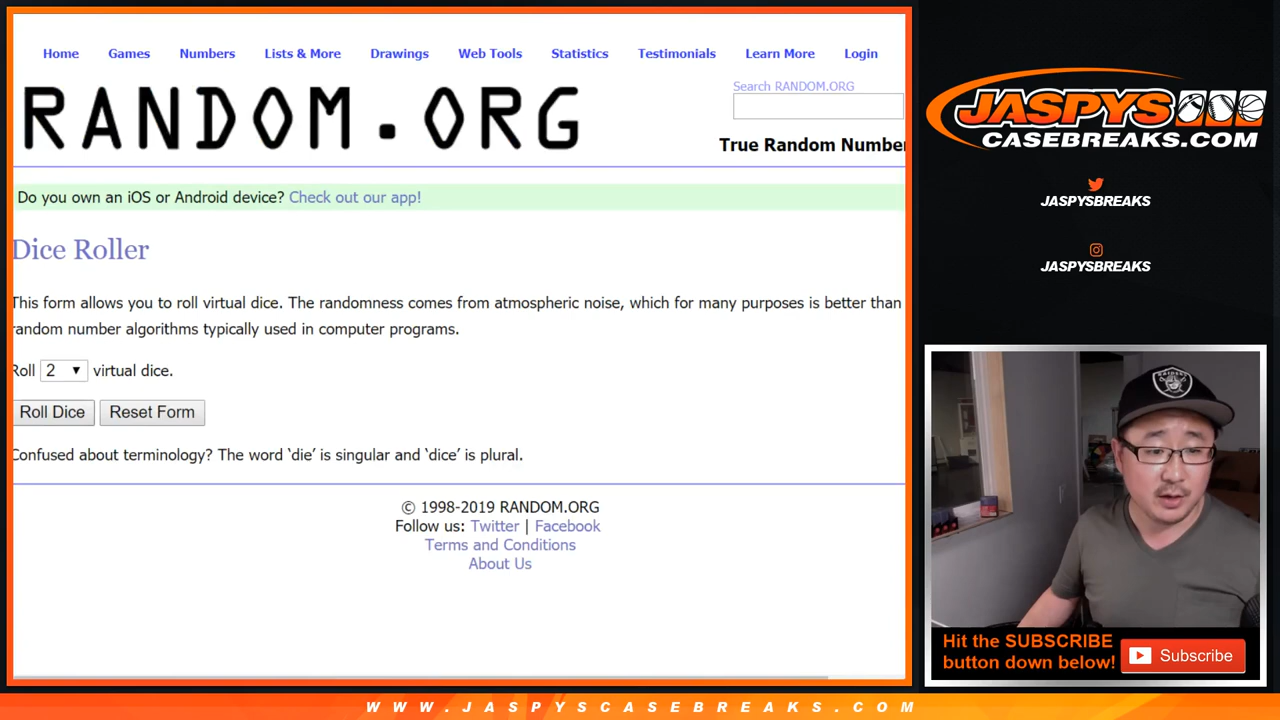 Home Games Numbers Lists & More Drawings Web Tools Statistics Testimonials Learn More Login
RANDOM.ORG
Search RANDOM.ORG
True Random Number
Do you own an iOS or Android device? Check out our app!
Dice Roller
This form allows you to roll virtual dice. The randomness comes from atmospheric noise, which for many purposes is better than
random number algorithms typically used in computer programs.
Roll 2 virtual dice.
Roll Dice Reset Form
Confused about terminology? The word ‘die’ is singular and ‘dice’ is plural.
© 1998-2019 RANDOM.ORG
Follow us: Twitter | Facebook
Terms and Conditions
About Us
JASPYS
CASEBREAKS.COM
JASPYSBREAKS
JASPYSBREAKS
RAIDERS
Hit the SUBSCRIBE
button down below!
Subscribe
WWW.JASPYSCASEBREAKS.COM